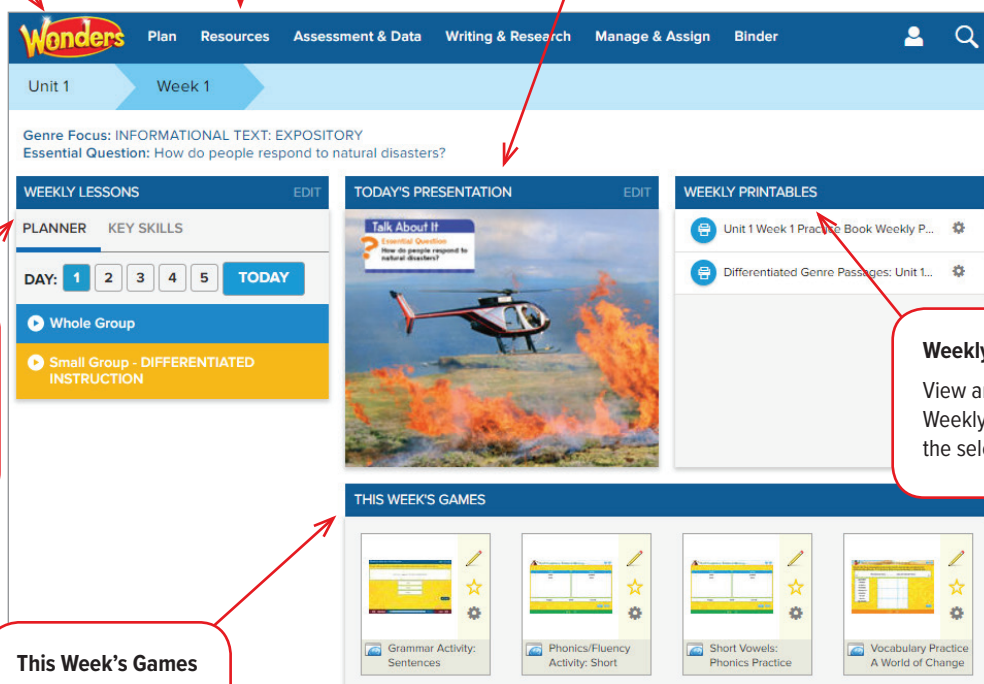 Wonders
Plan Resources Assessment & Data Writing & Research Manage & Assign Binder
Unit 1 Week 1
Genre Focus: INFORMATIONAL TEXT: EXPOSITORY
Essential Question: How do people respond to natural disasters?
WEEKLY LESSONS EDIT
PLANNER KEY SKILLS
DAY: 1 2 3 4 5 TODAY
Whole Group
Small Group - DIFFERENTIATED
INSTRUCTION
TODAY'S PRESENTATION EDIT
Talk About It
Essential Question
How do people respond to
natural disasters?
WEEKLY PRINTABLES
Unit 1 Week 1 Practice Book Weekly P...
Differentiated Genre Passages: Unit 1...
Weekly
View an
Weekly
the sele
THIS WEEK'S GAMES
Grammar Activity:
Sentences
Phonics/Fluency
Activity: Short
Short Vowels:
Phonics Practice
Vocabulary Practice
A World of Change
This Week's Games